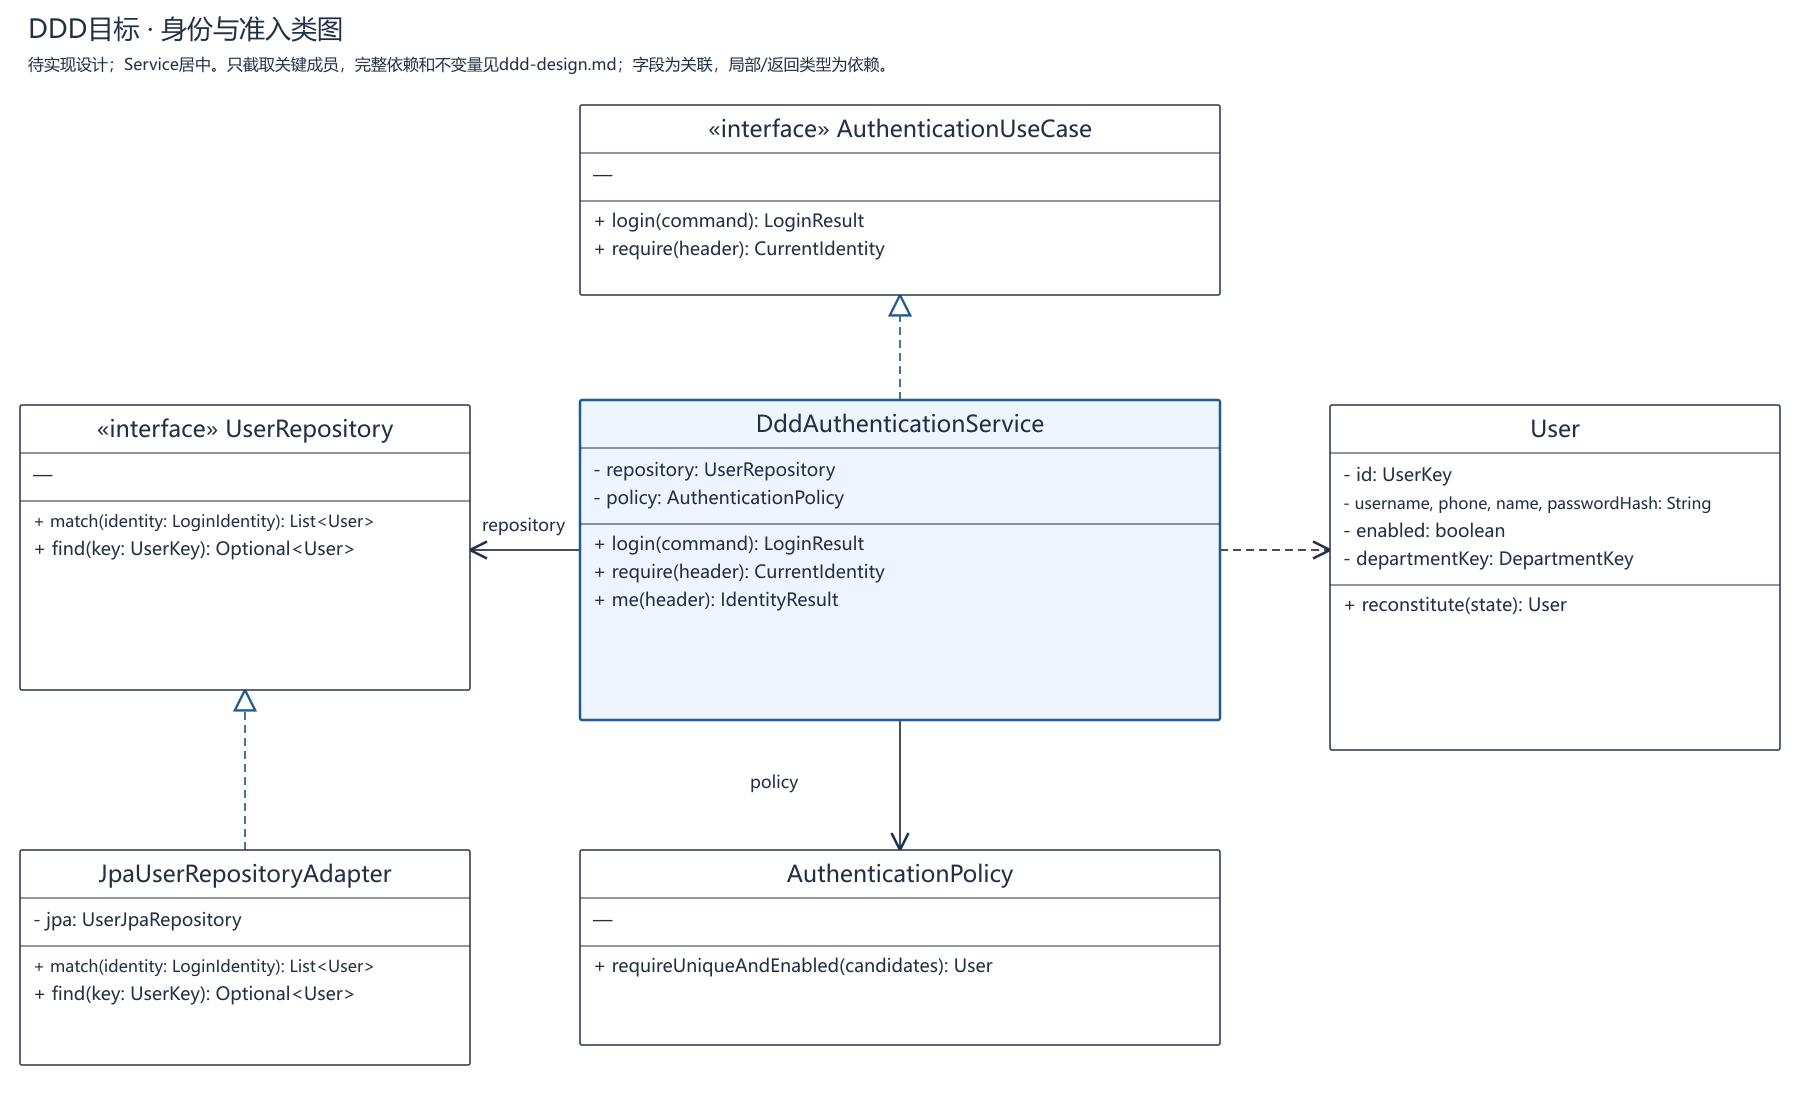 DDD目标 · 身份与准入类图
待实现设计；Service居中。只截取关键成员，完整依赖和不变量见ddd-design.md；字段为关联，局部/返回类型为依赖。
«interface» AuthenticationUseCase
—
+ login(command): LoginResult
+ require(header): CurrentIdentity
«interface» UserRepository
—
+ match(identity: LoginIdentity): List<User>
+ find(key: UserKey): Optional<User>
repository
DddAuthenticationService
- repository: UserRepository
- policy: AuthenticationPolicy
+ login(command): LoginResult
+ require(header): CurrentIdentity
+ me(header): IdentityResult
User
- id: UserKey
- username, phone, name, passwordHash: String
- enabled: boolean
- departmentKey: DepartmentKey
+ reconstitute(state): User
policy
JpaUserRepositoryAdapter
- jpa: UserJpaRepository
+ match(identity: LoginIdentity): List<User>
+ find(key: UserKey): Optional<User>
AuthenticationPolicy
—
+ requireUniqueAndEnabled(candidates): User